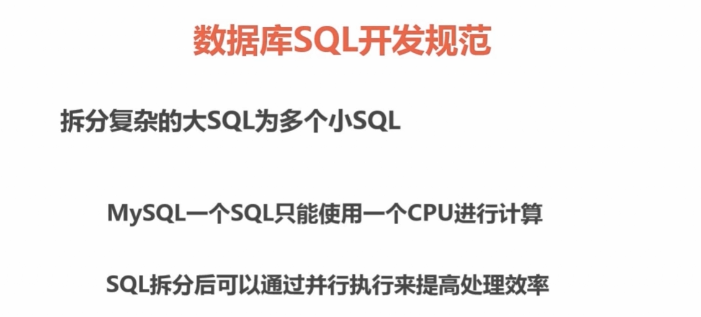 数据库SQL开发规范
拆分复杂的大SQL为多个小SQL
MySQL一个SQL只能使用一个CPU进行计算
SQL拆分后可以通过并行执行来提高处理效率